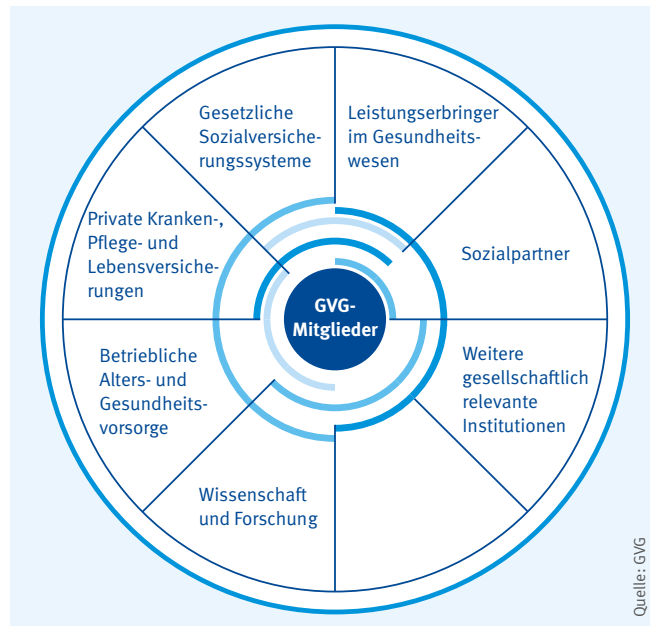 Gesetzliche
Sozialversiche-
rungssysteme
Leistungserbringer
im Gesundheits-
wesen
Private Kranken-,
Pflege- und
Lebensversiche-
rungen
Sozialpartner
GVG-
Mitglieder
Betriebliche
Alters- und
Gesundheits-
vorsorge
Weitere
gesellschaftlich
relevante
Institutionen
Wissenschaft
und Forschung
Quelle: GVG